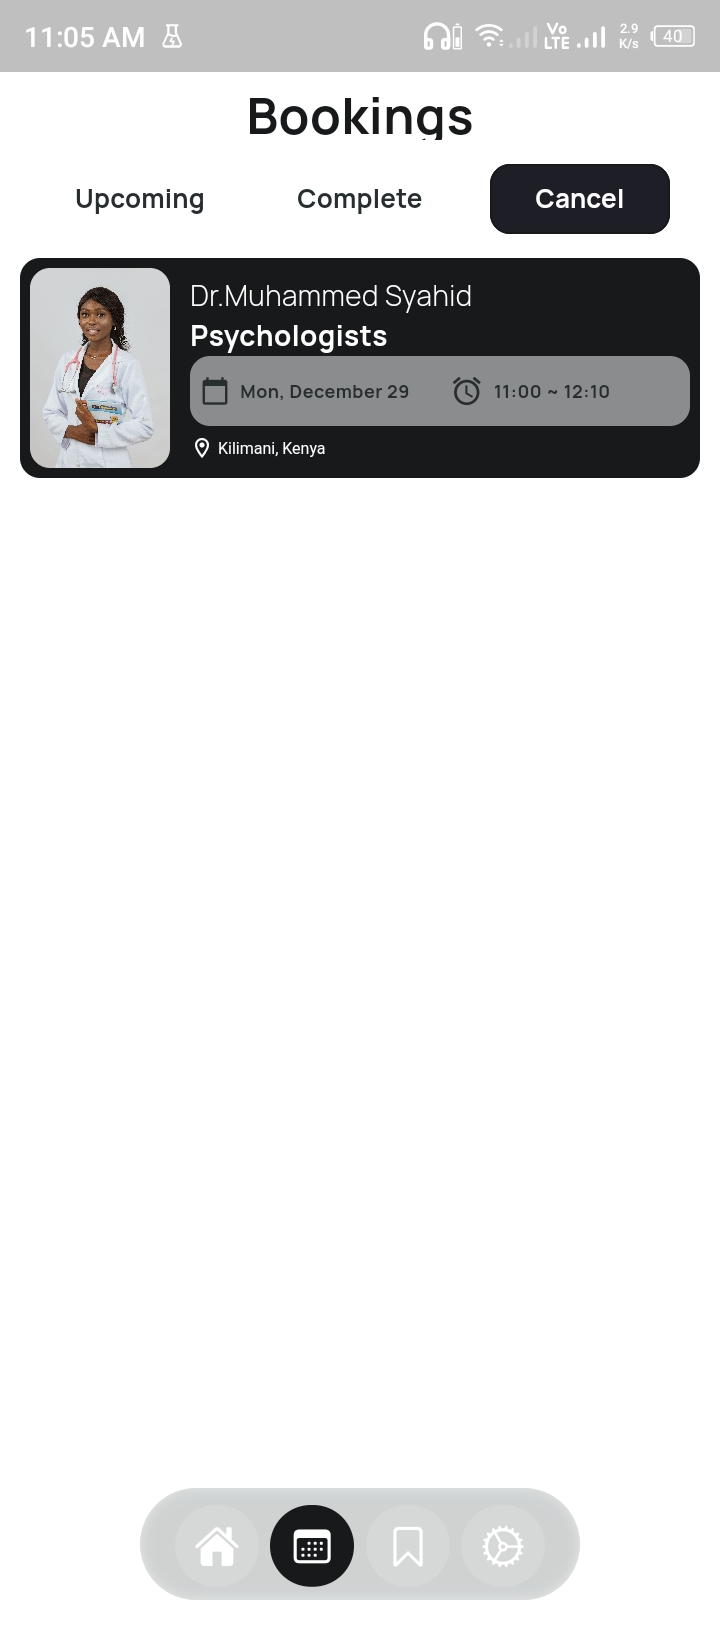 11:05 AM Vo LTE 2.9 K/s 40
Bookings
Upcoming Complete Cancel
Dr.Muhammed Syahid
Psychologists
Mon, December 29 11:00 ~ 12:10
Kilimani, Kenya